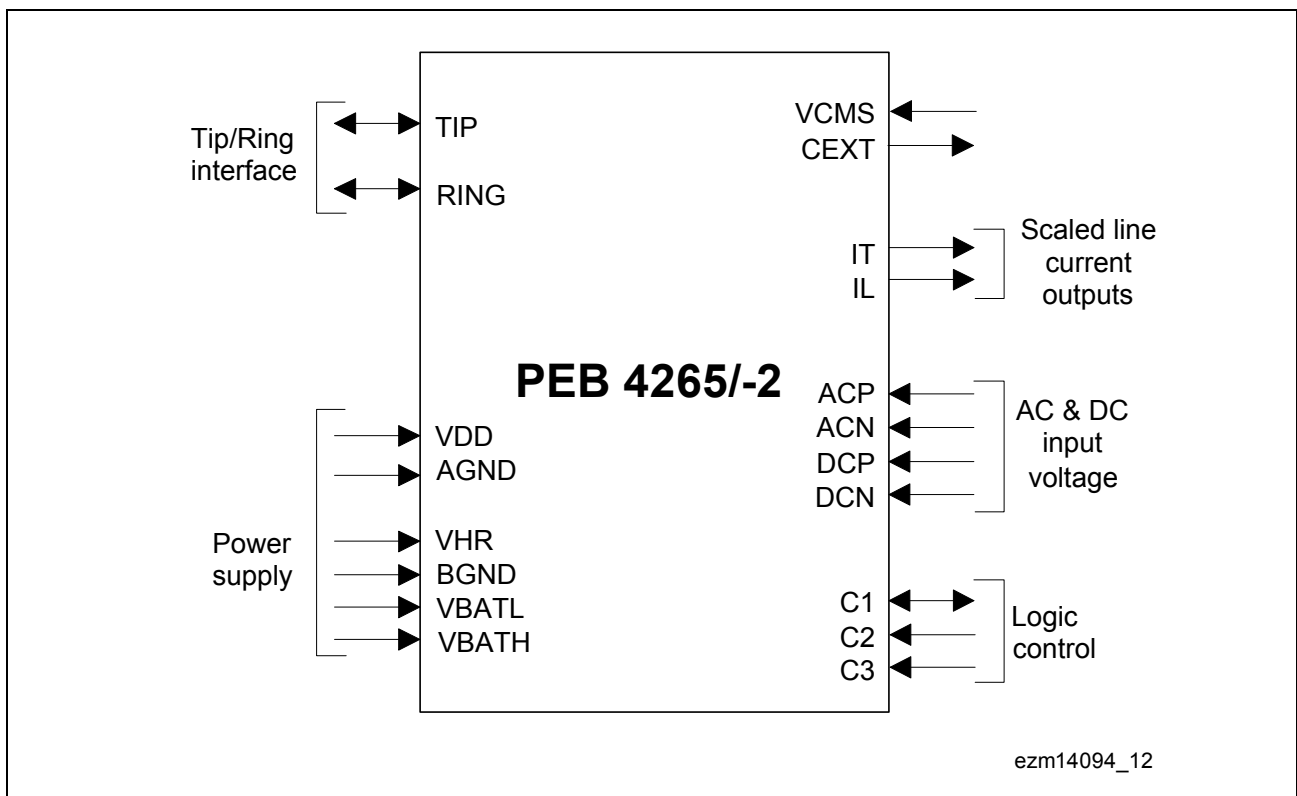 Tip/Ring
interface
TIP
RING
VCMS
CEXT
IT
IL
Scaled line
current
outputs
PEB 4265/-2
Power
supply
VDD
AGND
VHR
BGND
VBATL
VBATH
ACP
ACN
DCP
DCN
AC & DC
input
voltage
C1
C2
C3
Logic
control
ezm14094_12